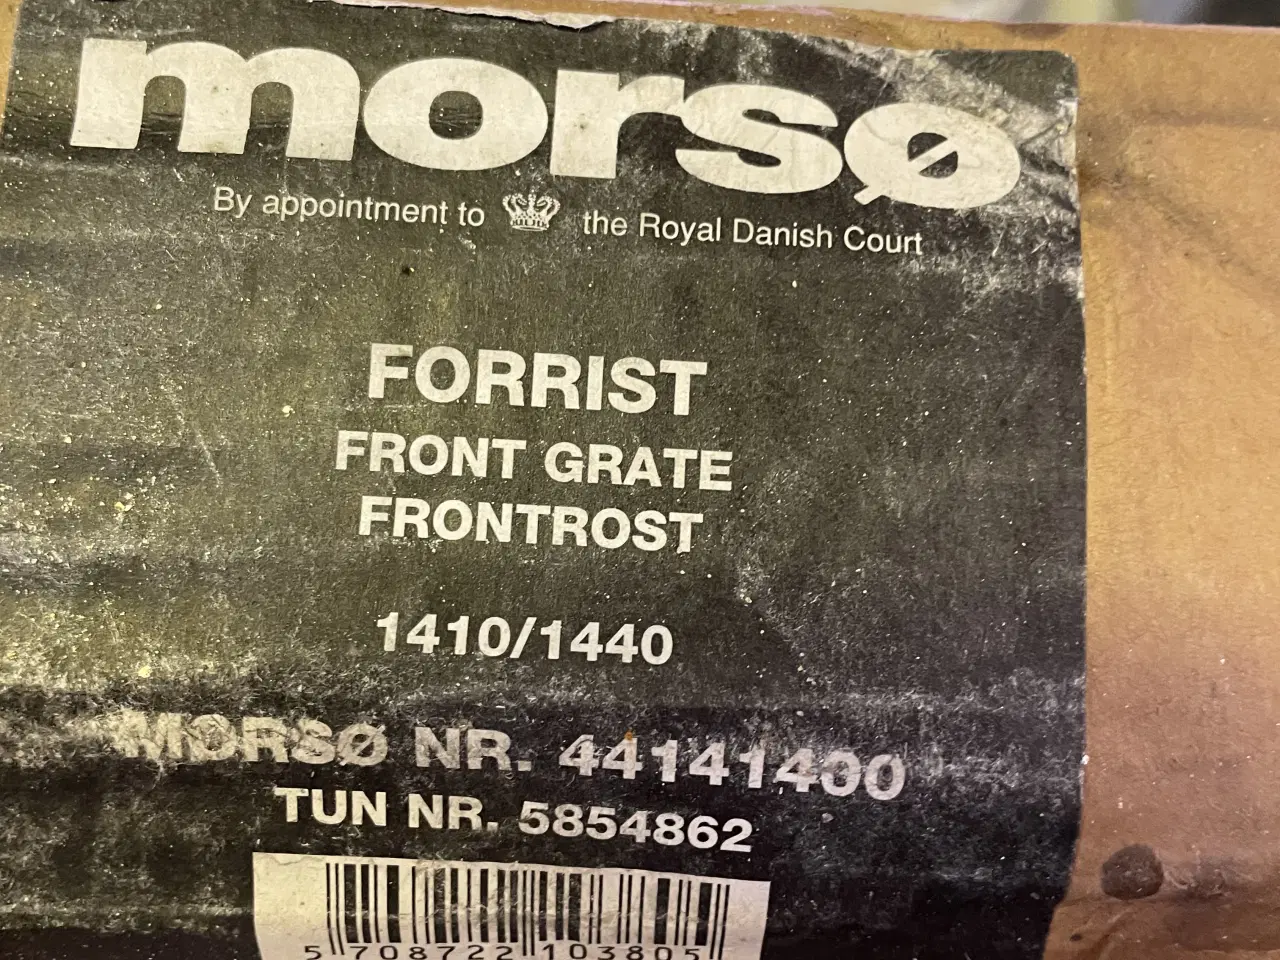 morsø
By appointment to the Royal Danish Court
FORRIST
FRONT GRATE
FRONTROST
1410/1440
MORSØ NR. 44141400
TUN NR. 5854862
5 708722 103805